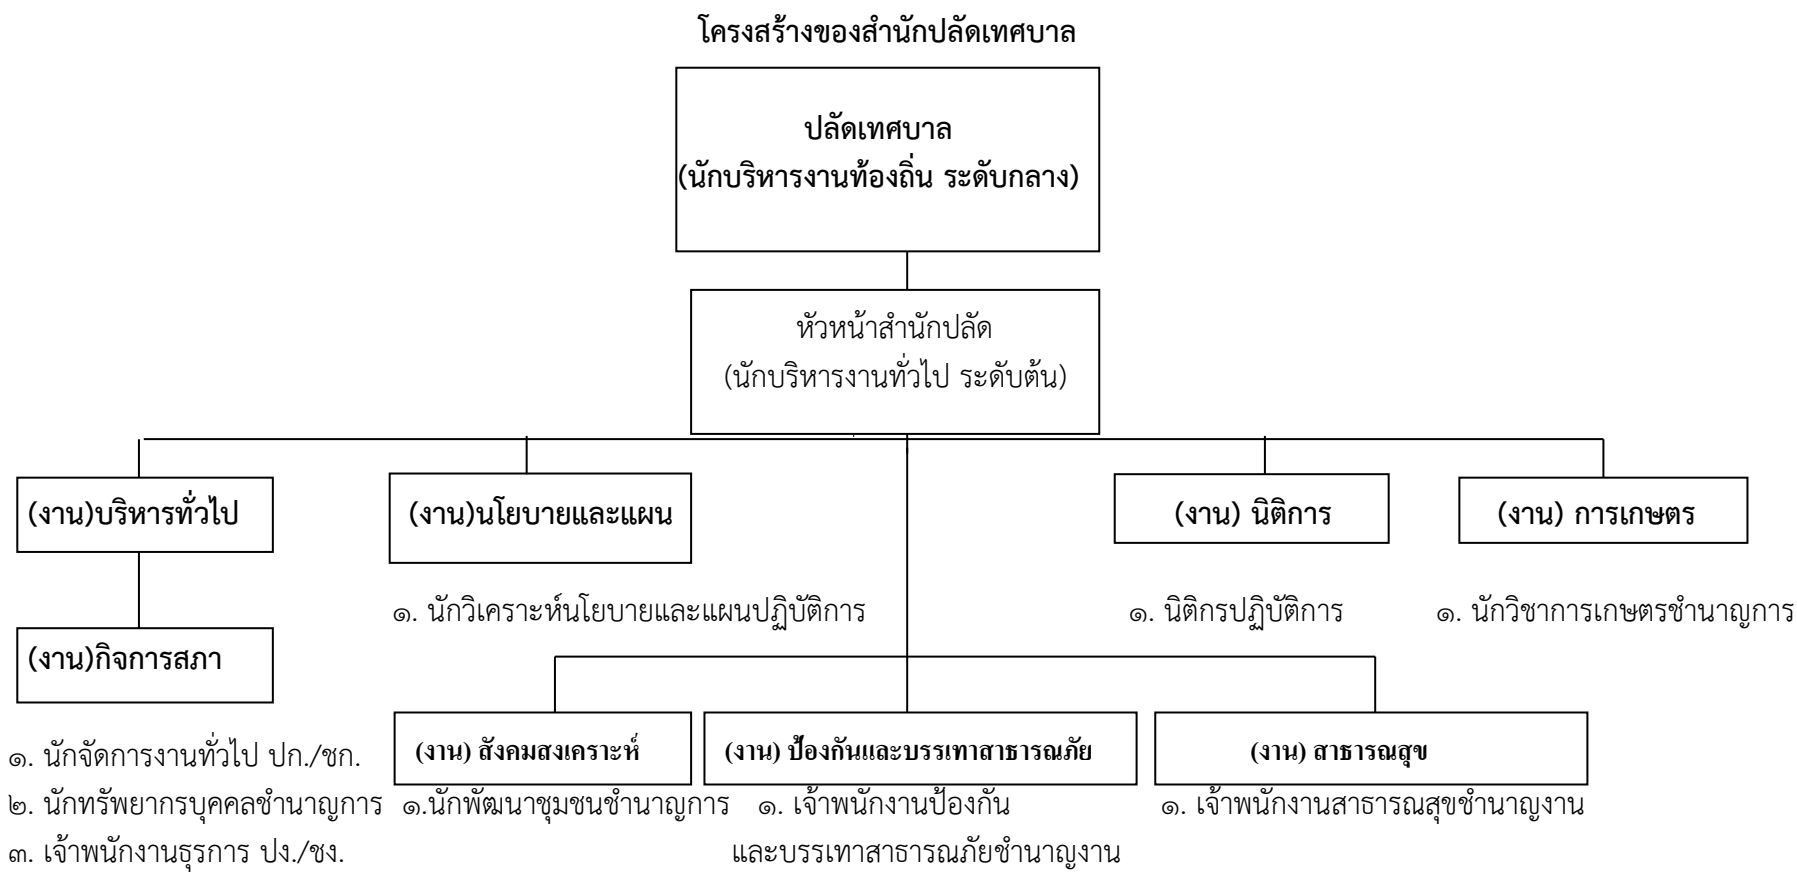 โครงสร้างของสำนักปลัดเทศบาล
ปลัดเทศบาล
(นักบริหารงานท้องถิ่น ระดับกลาง)
หัวหน้าสำนักปลัด
(นักบริหารงานทั่วไป ระดับต้น)
(งาน)บริหารทั่วไป
(งาน)นโยบายและแผน
(งาน) นิติการ
(งาน) การเกษตร
๑. นักวิเคราะห์นโยบายและแผนปฏิบัติการ
๑. นิติกรปฏิบัติการ
๑. นักวิชาการเกษตรชำนาญการ
(งาน)กิจการสภา
๑. นักจัดการงานทั่วไป ปก./ชก.
๒. นักทรัพยากรบุคคลชำนาญการ
๓. เจ้าพนักงานธุรการ ปง./ชง.
(งาน) สังคมสงเคราะห์
๑.นักพัฒนาชุมชนชำนาญการ
(งาน) ป้องกันและบรรเทาสาธารณภัย
๑. เจ้าพนักงานป้องกัน
และบรรเทาสาธารณภัยชำนาญงาน
(งาน) สาธารณสุข
๑. เจ้าพนักงานสาธารณสุขชำนาญงาน